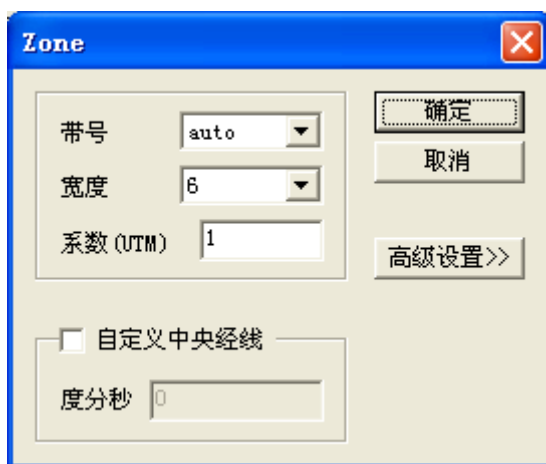 Zone
带号 auto
确定
宽度 6
取消
系数(UTM) 1
高级设置>>
自定义中央经线
度分秒 0